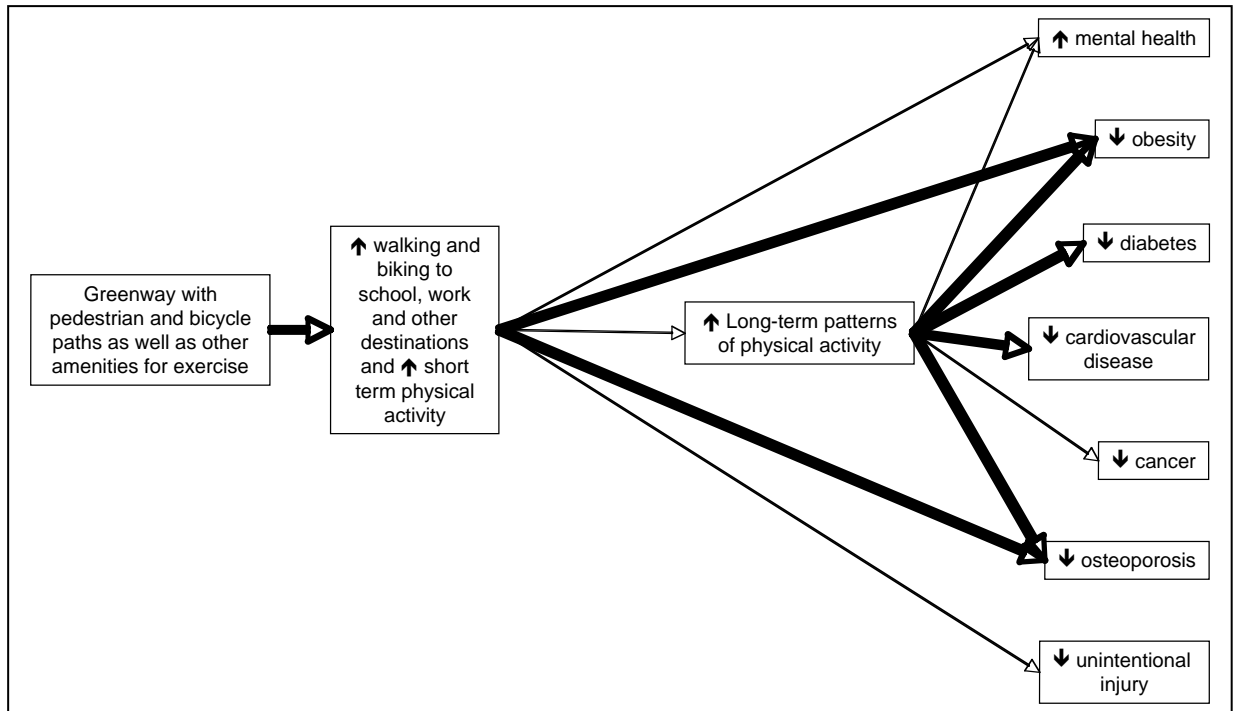 🡹 mental health
🡻 obesity
🡻 diabetes
🡻 cardiovascular
disease
🡻 cancer
🡻 osteoporosis
🡻 unintentional
injury
🡹 Long-term patterns
of physical activity
🡹 walking and
biking to
school, work
and other
destinations
and 🡹 short
term physical
activity
Greenway with
pedestrian and bicycle
paths as well as other
amenities for exercise